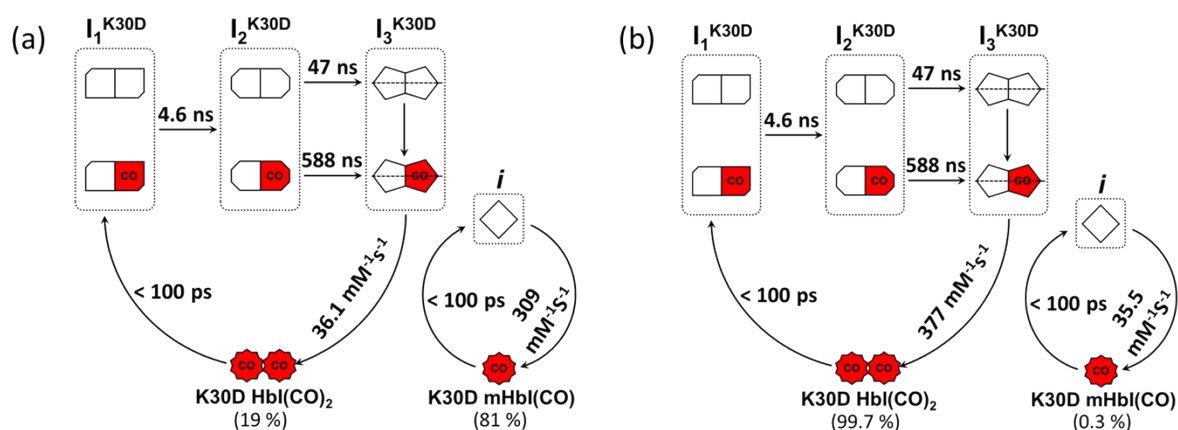 (a)
I₁ᴷ³⁰ᴰ I₂ᴷ³⁰ᴰ I₃ᴷ³⁰ᴰ
47 ns
4.6 ns
588 ns
CO CO CO
i
< 100 ps
36.1 mM⁻¹s⁻¹
< 100 ps
309
mM⁻¹S⁻¹
CO CO
CO
K30D HbI(CO)₂
(19 %)
K30D mHbI(CO)
(81 %)
(b)
I₁ᴷ³⁰ᴰ I₂ᴷ³⁰ᴰ I₃ᴷ³⁰ᴰ
47 ns
4.6 ns
588 ns
CO CO CO
i
< 100 ps
377 mM⁻¹s⁻¹
< 100 ps
35.5
mM⁻¹S⁻¹
CO CO
CO
K30D HbI(CO)₂
(99.7 %)
K30D mHbI(CO)
(0.3 %)